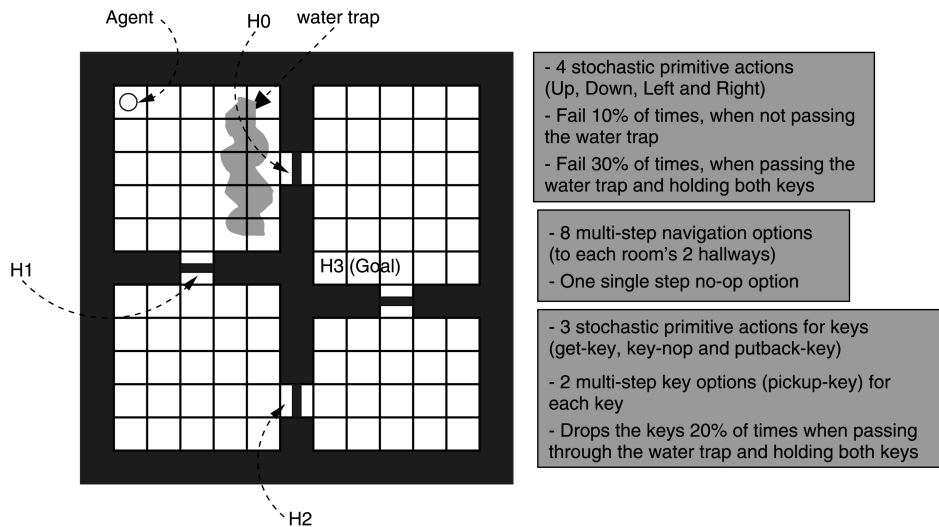 Agent
H0
water trap
H3 (Goal)
H1
H2
- 4 stochastic primitive actions
(Up, Down, Left and Right)
- Fail 10% of times, when not passing
the water trap
- Fail 30% of times, when passing the
water trap and holding both keys
- 8 multi-step navigation options
(to each room's 2 hallways)
- One single step no-op option
- 3 stochastic primitive actions for keys
(get-key, key-nop and putback-key)
- 2 multi-step key options (pickup-key) for
each key
- Drops the keys 20% of times when passing
through the water trap and holding both keys